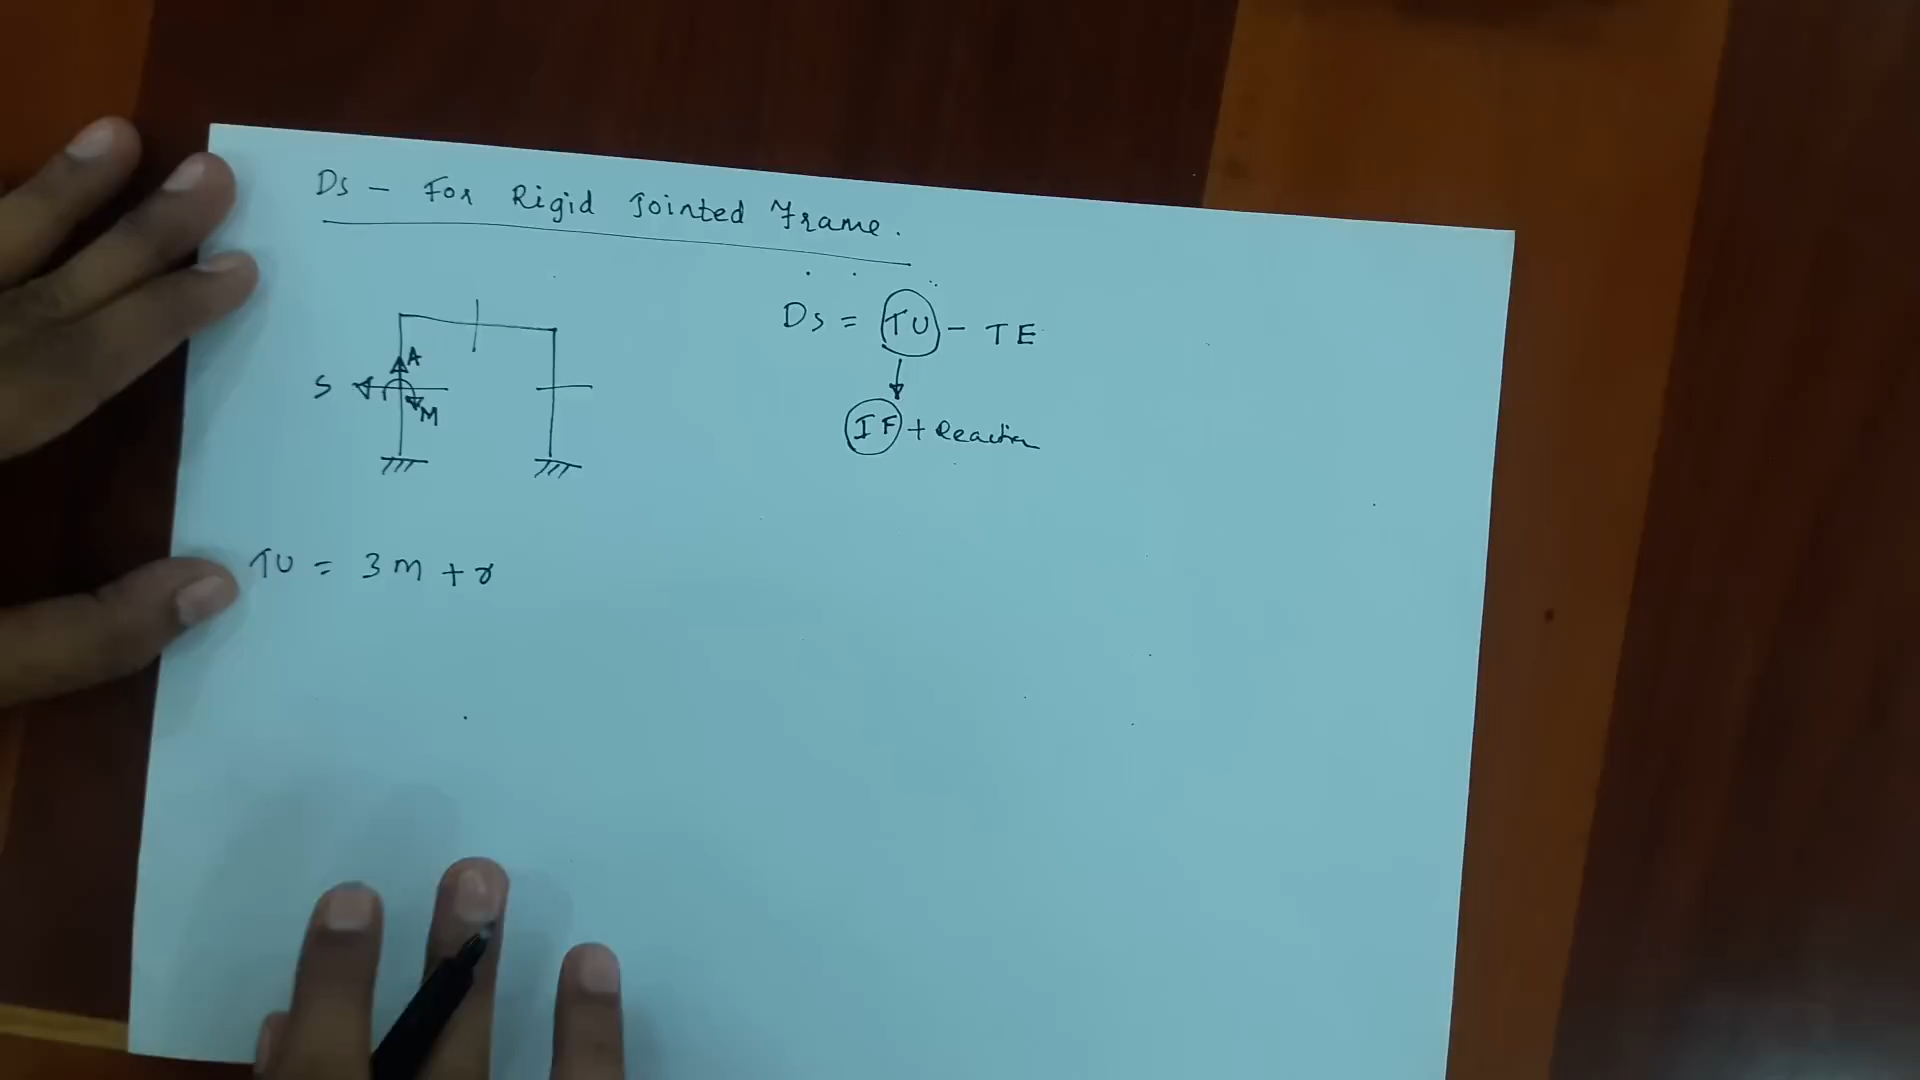 Ds - For Rigid Jointed Frame.
Ds = TU - TE
A
S
M
IF + Reaction
TU = 3m + r